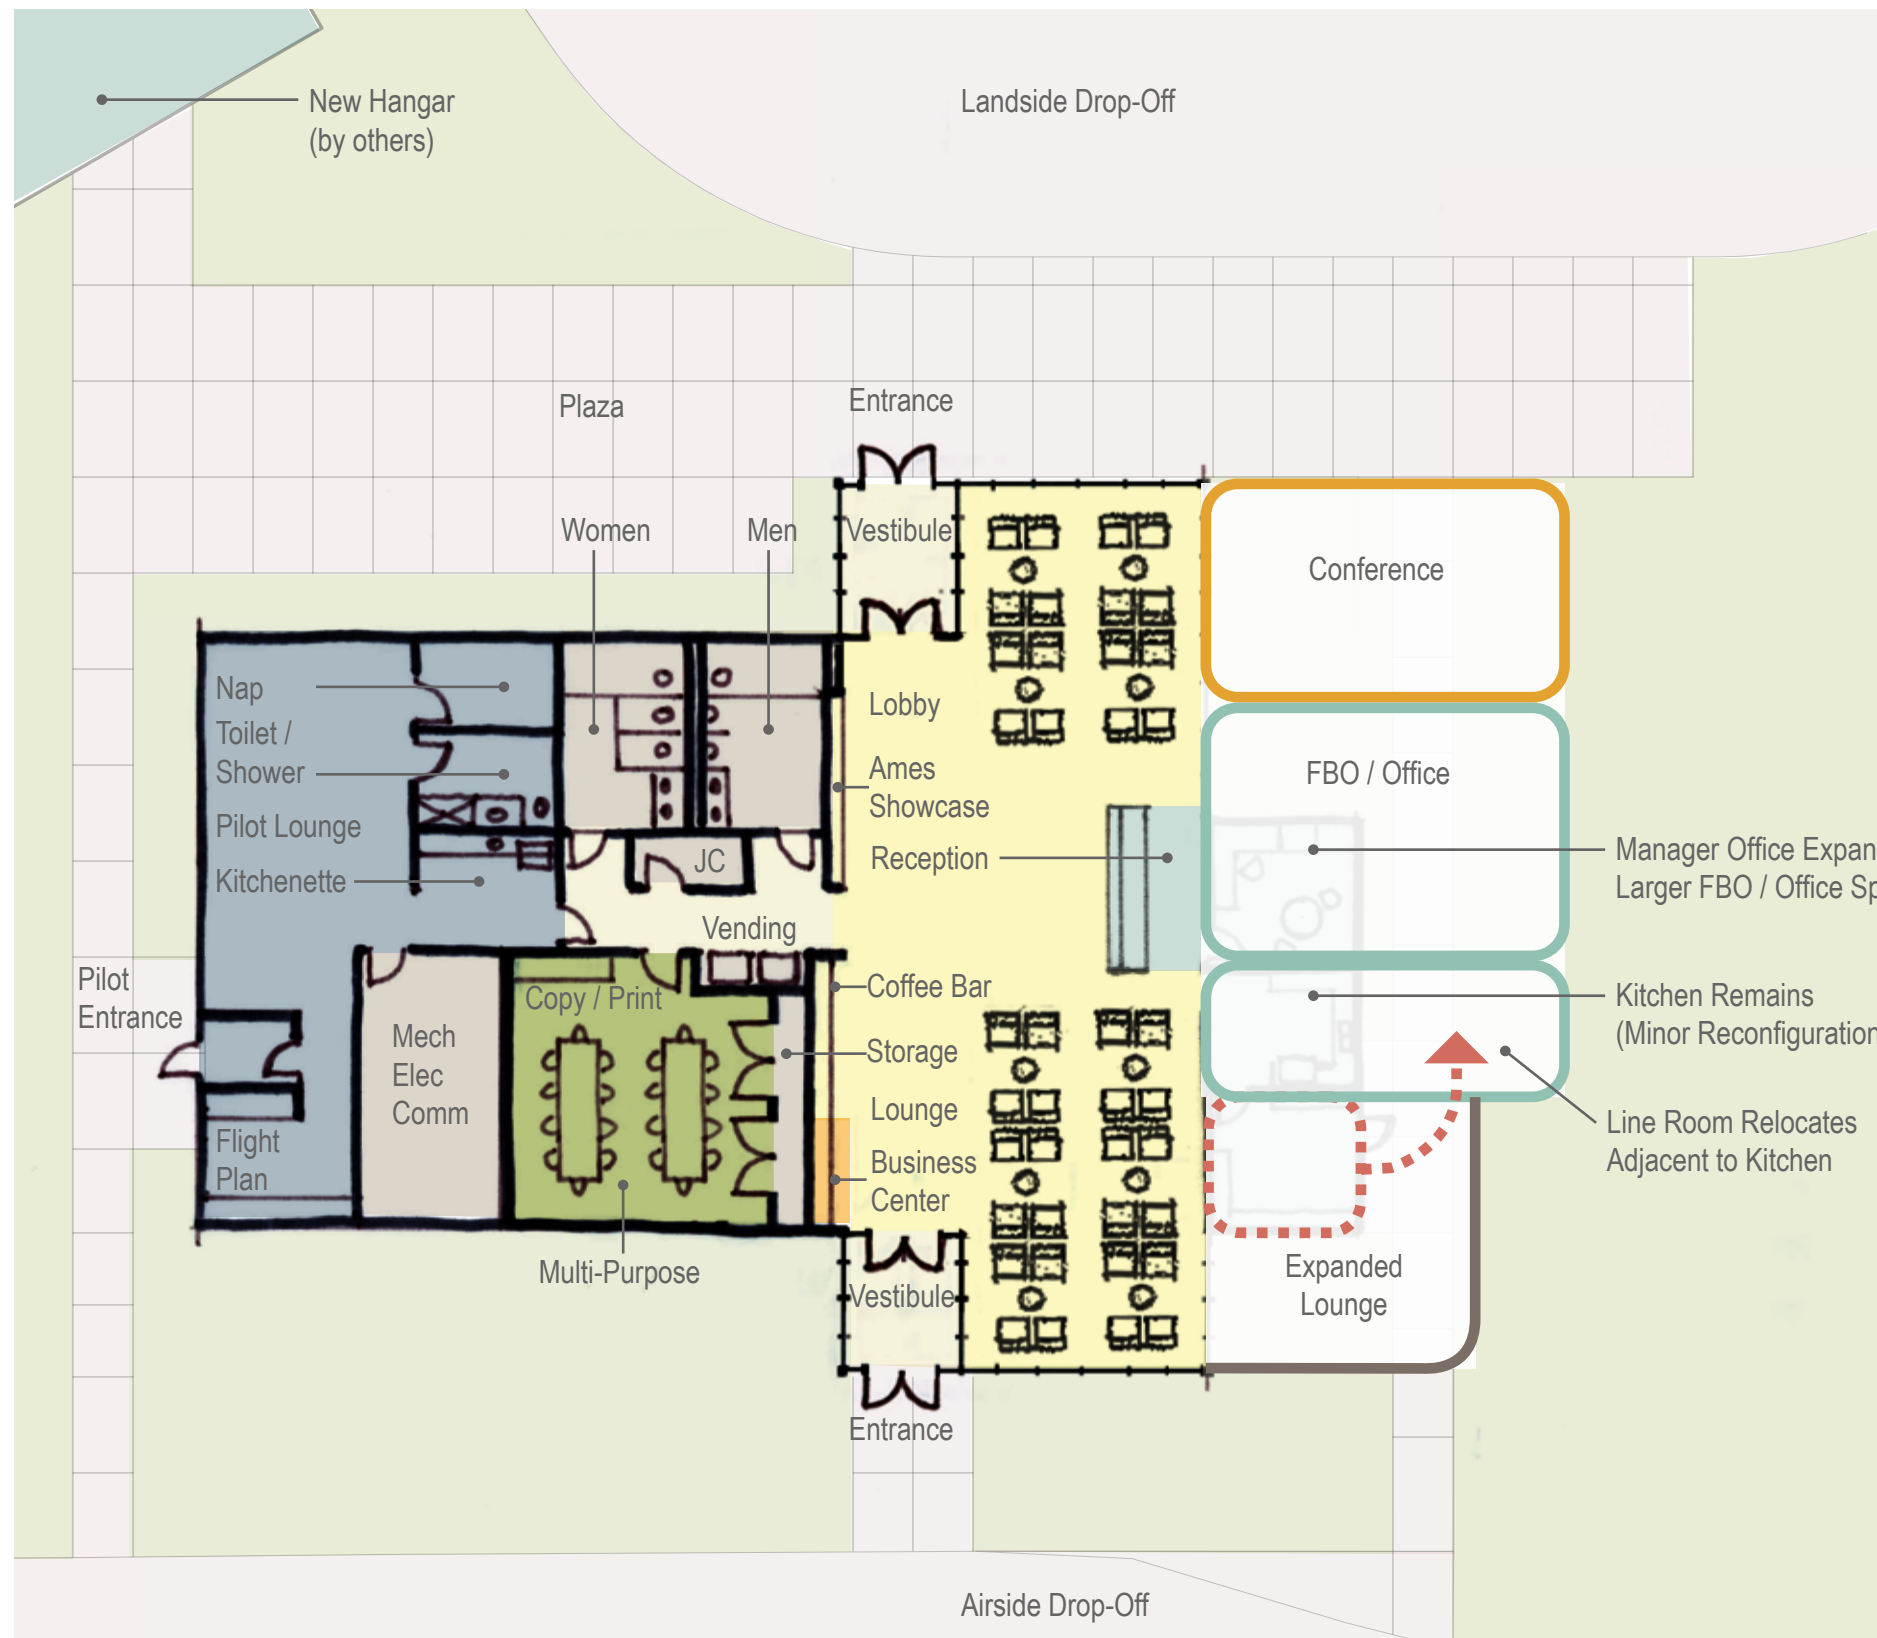 New Hangar
(by others)
Landside Drop-Off
Plaza
Entrance
Women
Men
Vestibule
Conference
Nap
Toilet /
Shower
Pilot Lounge
Kitchenette
JC
Vending
Lobby
Ames
Showcase
Reception
FBO / Office
Manager Office Expan
Larger FBO / Office Sp
Pilot
Entrance
Copy / Print
Mech
Elec
Comm
Coffee Bar
Storage
Lounge
Business
Center
Kitchen Remains
(Minor Reconfiguration
Line Room Relocates
Adjacent to Kitchen
Flight
Plan
Multi-Purpose
Vestibule
Expanded
Lounge
Entrance
Airside Drop-Off